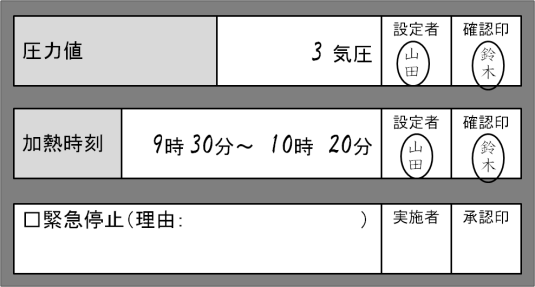 圧力値 3 気圧 設定者 山田 確認印 鈴木
加熱時刻 9時30分～ 10時 20分 設定者 山田 確認印 鈴木
□緊急停止（理由： ） 実施者 承認印